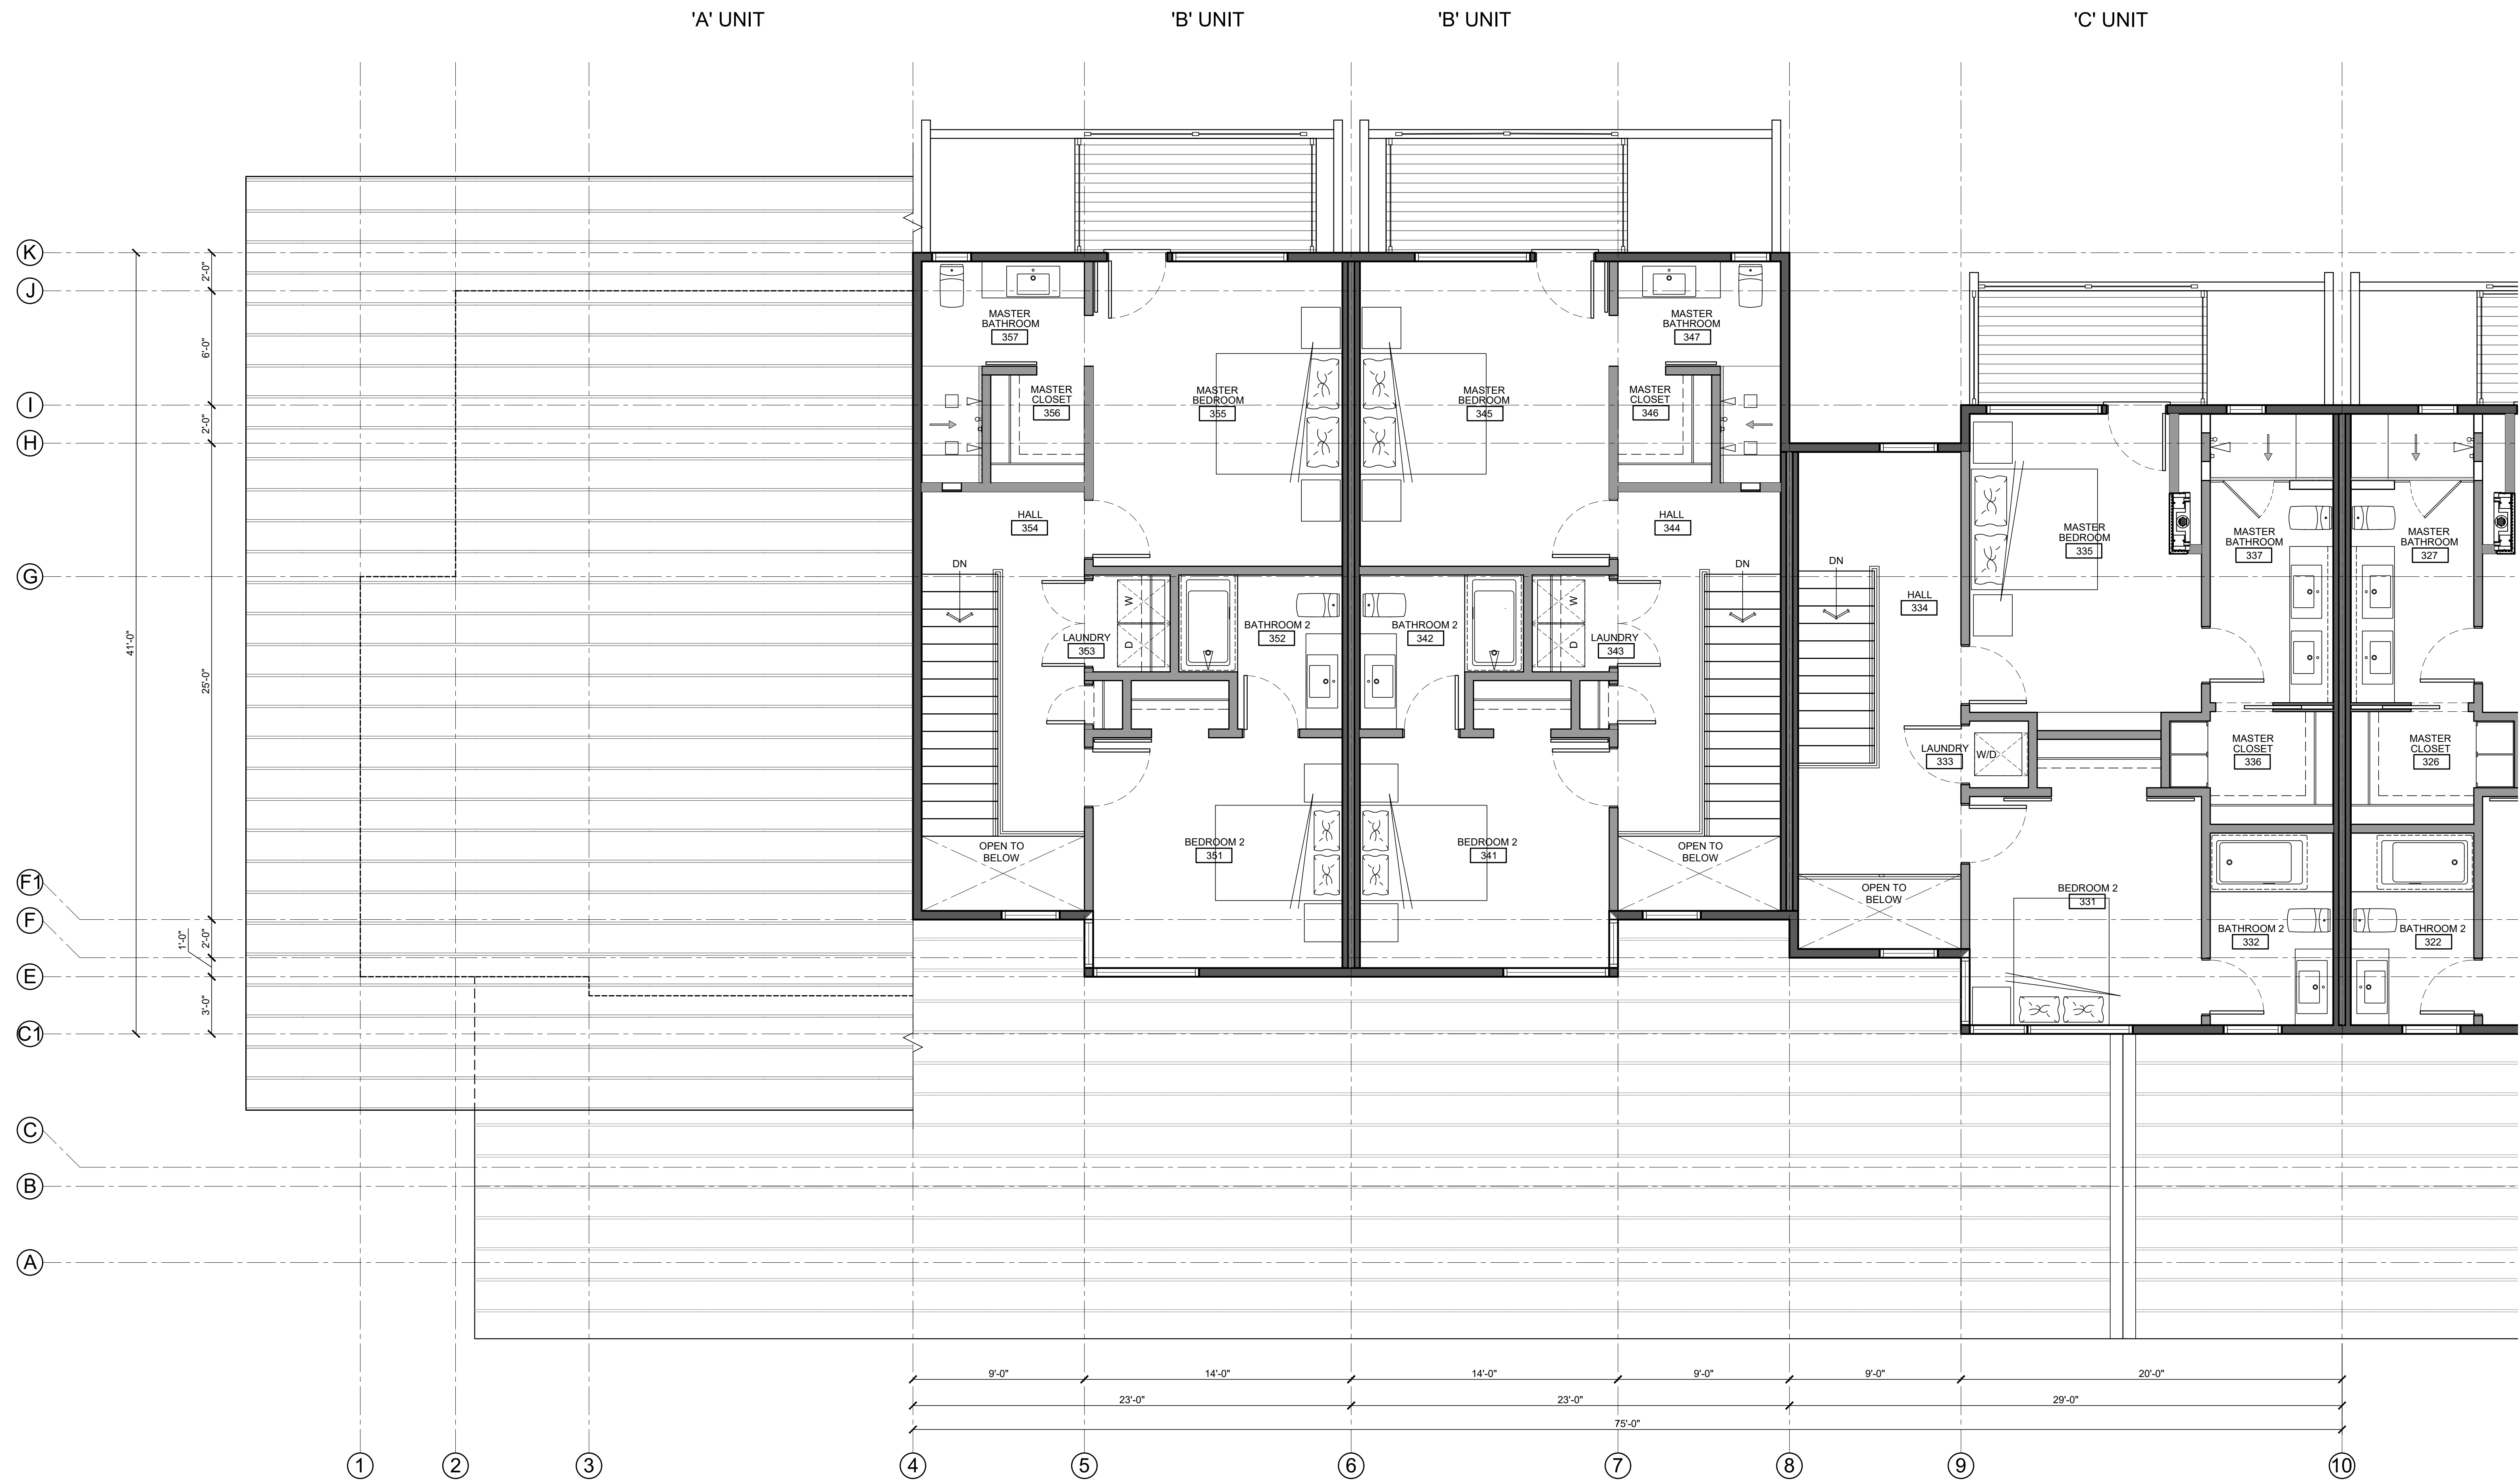 'A' UNIT
'B' UNIT
'B' UNIT
'C' UNIT
K
J
I
H
G
F1
F
E
C1
C
B
A
41'-0"
2'-0"
6'-0"
2'-0"
25'-0"
1'-0"
2'-0"
3'-0"
MASTER
BATHROOM
357
MASTER
CLOSET
356
MASTER
BEDROOM
355
HALL
354
DN
LAUNDRY
353
W
D
BATHROOM 2
352
BEDROOM 2
351
OPEN TO
BELOW
MASTER
BEDROOM
345
MASTER
BATHROOM
347
MASTER
CLOSET
346
HALL
344
DN
BATHROOM 2
342
W
D
LAUNDRY
343
BEDROOM 2
341
OPEN TO
BELOW
DN
HALL
334
MASTER
BEDROOM
335
MASTER
BATHROOM
337
LAUNDRY
333
W/D
MASTER
CLOSET
336
OPEN TO
BELOW
BEDROOM 2
331
BATHROOM 2
332
MASTER
BATHROOM
327
MASTER
CLOSET
326
BATHROOM 2
322
9'-0"
14'-0"
14'-0"
9'-0"
9'-0"
20'-0"
23'-0"
23'-0"
29'-0"
75'-0"
1
2
3
4
5
6
7
8
9
10